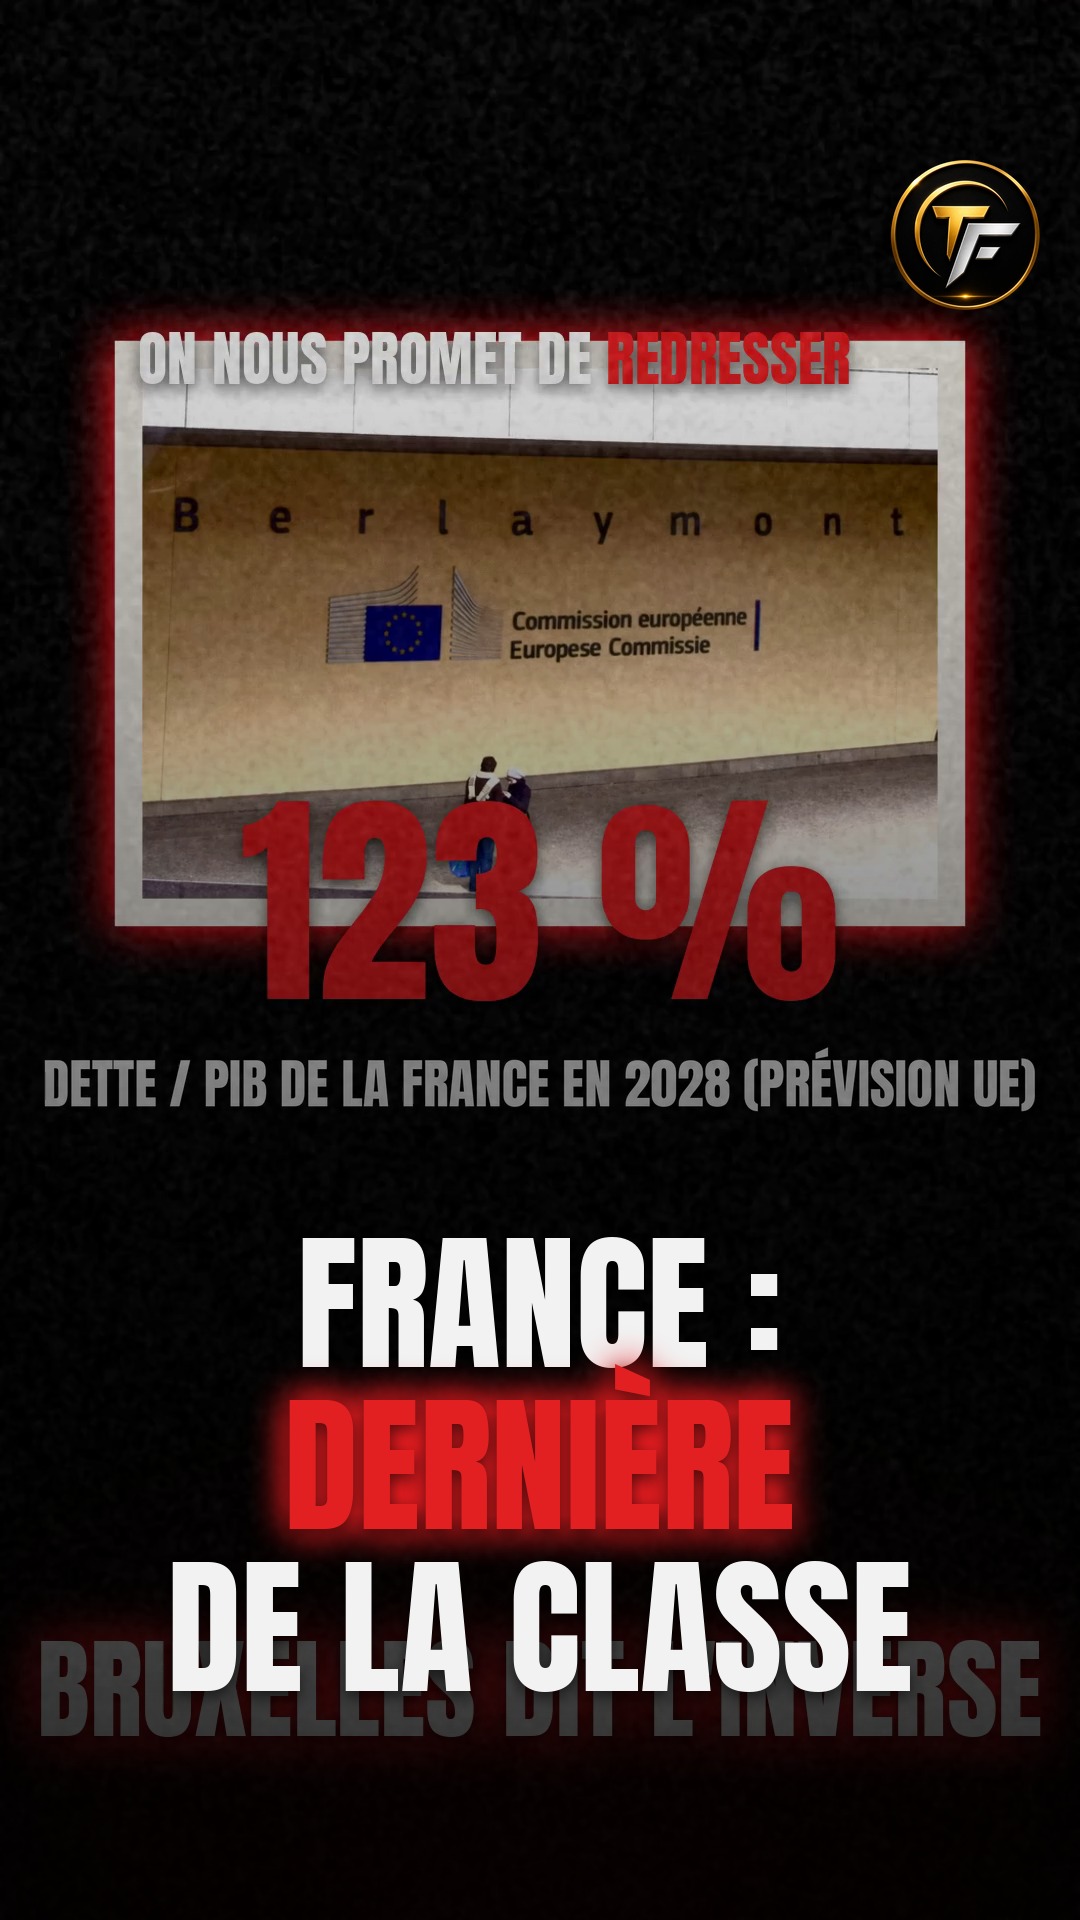 TF
ON NOUS PROMET DE REDRESSER
Berlaymont
Commission européenne
Europese Commissie
123 %
DETTE / PIB DE LA FRANCE EN 2028 (PRÉVISION UE)
FRANCE :
DERNIÈRE
DE LA CLASSE
BRUXELLES DIT L'INVERSE